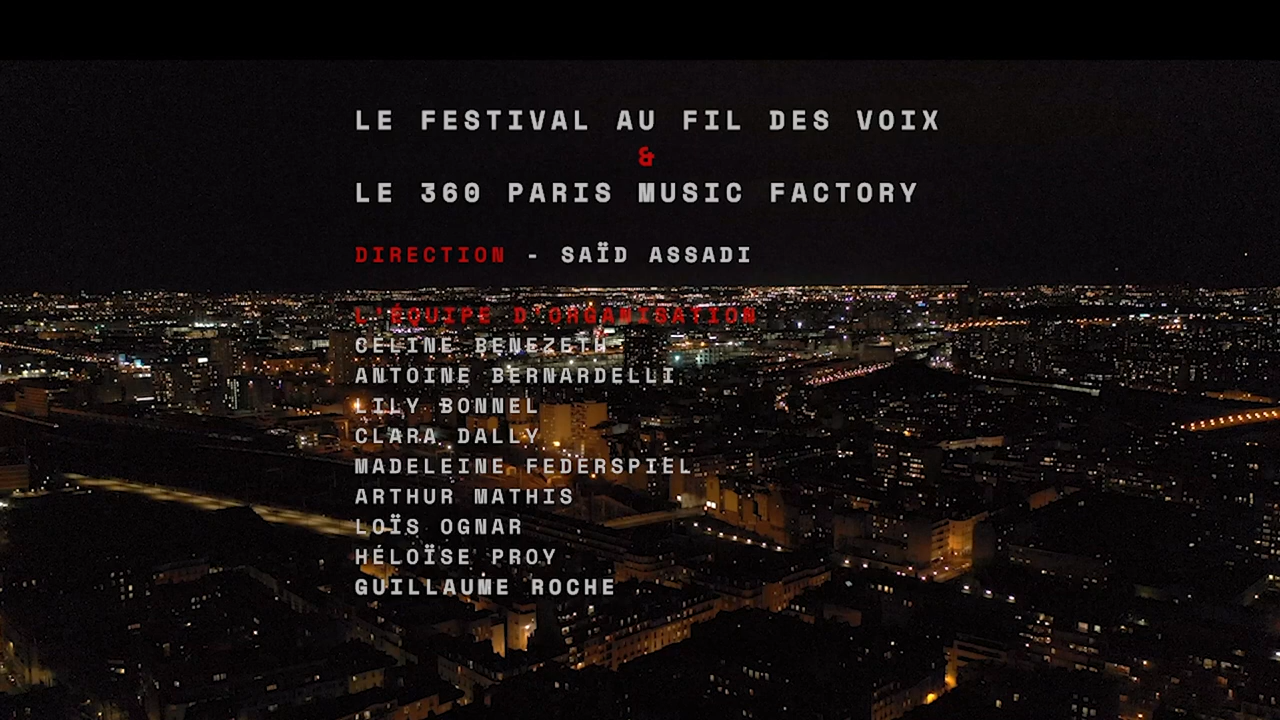 LE FESTIVAL AU FIL DES VOIX
&
LE 360 PARIS MUSIC FACTORY
DIRECTION - SAÏD ASSADI
L'ÉQUIPE D'ORGANISATION
CÉLINE BENEZETH
ANTOINE BERNARDELLI
LILY BONNEL
CLARA DALLY
MADELEINE FEDERSPIEL
ARTHUR MATHIS
LOÏS OGNAR
HÉLOÏSE PROY
GUILLAUME ROCHE